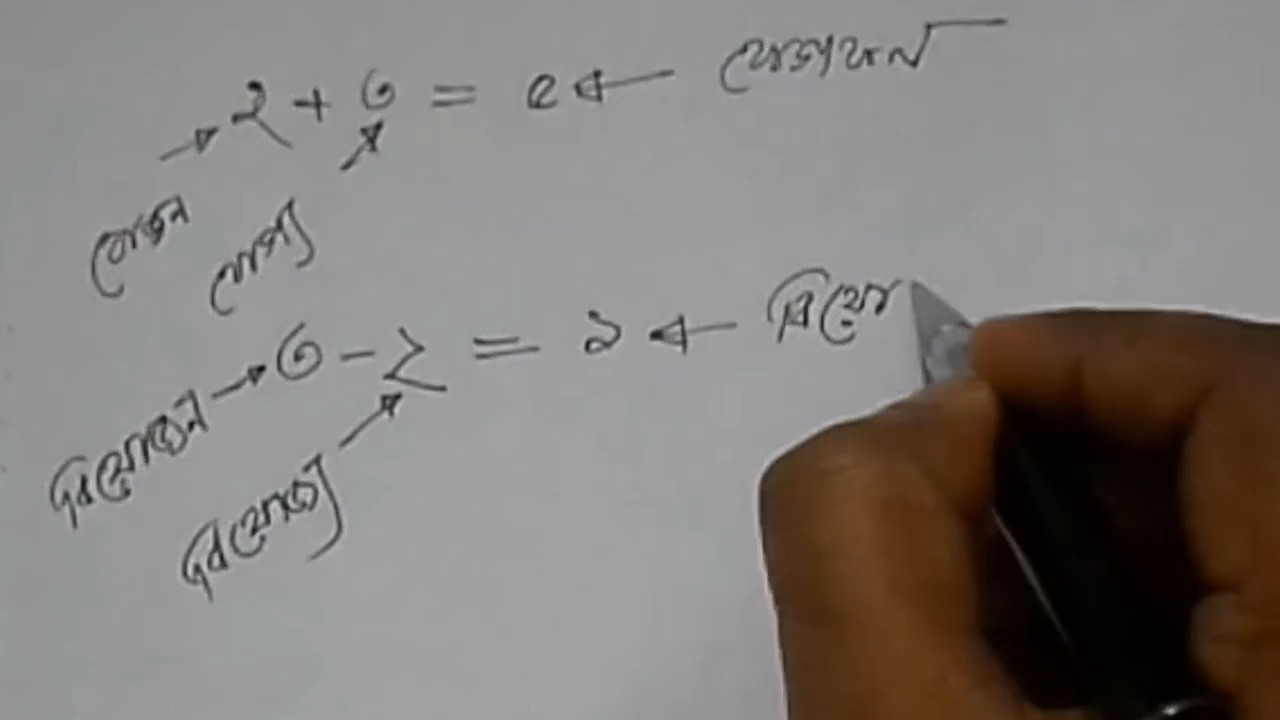 ২ + ৩ = ৫ ← যোগফল
যোজন
যোজ্য
৩ - ২ = ১ ← বিয়ো
বিয়োজন →
বিয়োজ্য